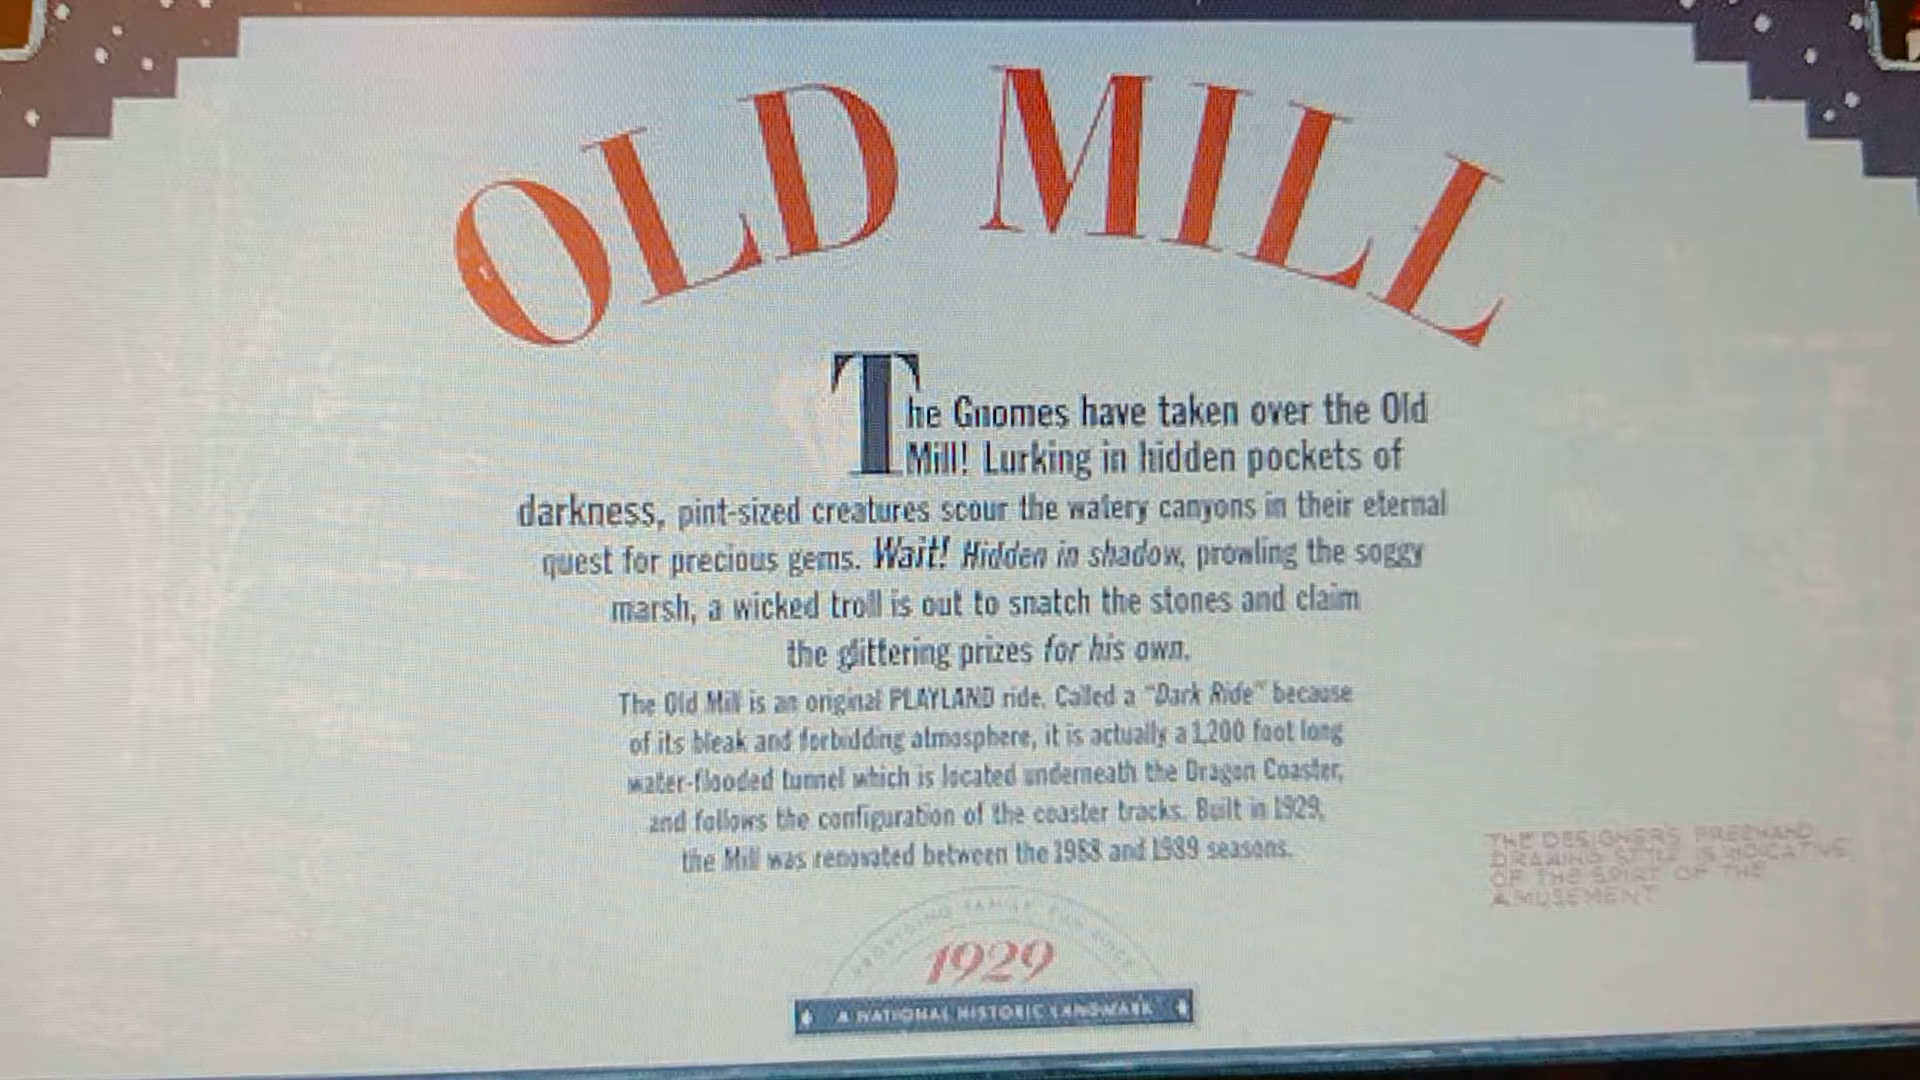 OLD MILL
The Gnomes have taken over the Old
Mill! Lurking in hidden pockets of
darkness, pint-sized creatures scour the watery canyons in their eternal
quest for precious gems. Wait! Hidden in shadow, prowling the soggy
marsh, a wicked troll is out to snatch the stones and claim
the glittering prizes for his own.
The Old Mill is an original PLAYLAND ride. Called a "Dark Ride" because
of its bleak and forbidding atmosphere, it is actually a 1,200 foot long
water-flooded tunnel which is located underneath the Dragon Coaster,
and follows the configuration of the coaster tracks. Built in 1929,
the Mill was renovated between the 1988 and 1989 seasons.
THE DESIGNER'S FREEHAND
DRAWING STYLE IS INDICATIVE
OF THE SPIRIT OF THE
AMUSEMENT
PROVIDING FAMILY FUN SINCE
1929
A NATIONAL HISTORIC LANDMARK